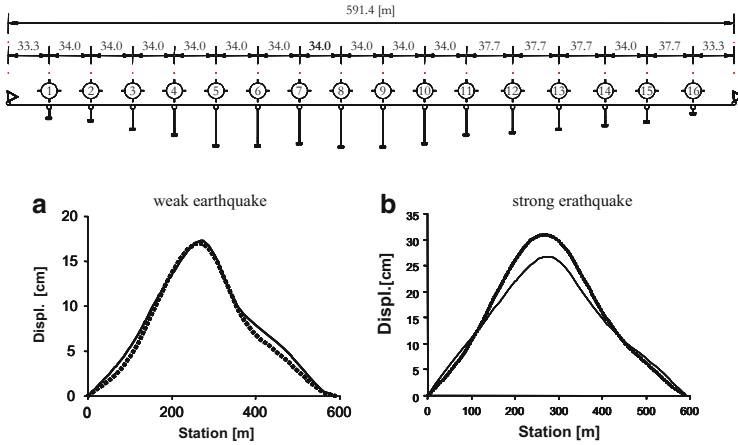 591.4 [m]
33.3 34.0 34.0 34.0 34.0 34.0 34.0 34.0 34.0 34.0 34.0 37.7 37.7 37.7 34.0 37.7 33.3
1 2 3 4 5 6 7 8 9 10 11 12 13 14 15 16
a weak earthquake
b strong erathquake
20
15
10
5
0
Displ. [cm]
0 200 400 600
Station [m]
35
30
25
20
15
10
5
0
Displ.[cm]
0 100 200 300 400 500 600
Station [m]